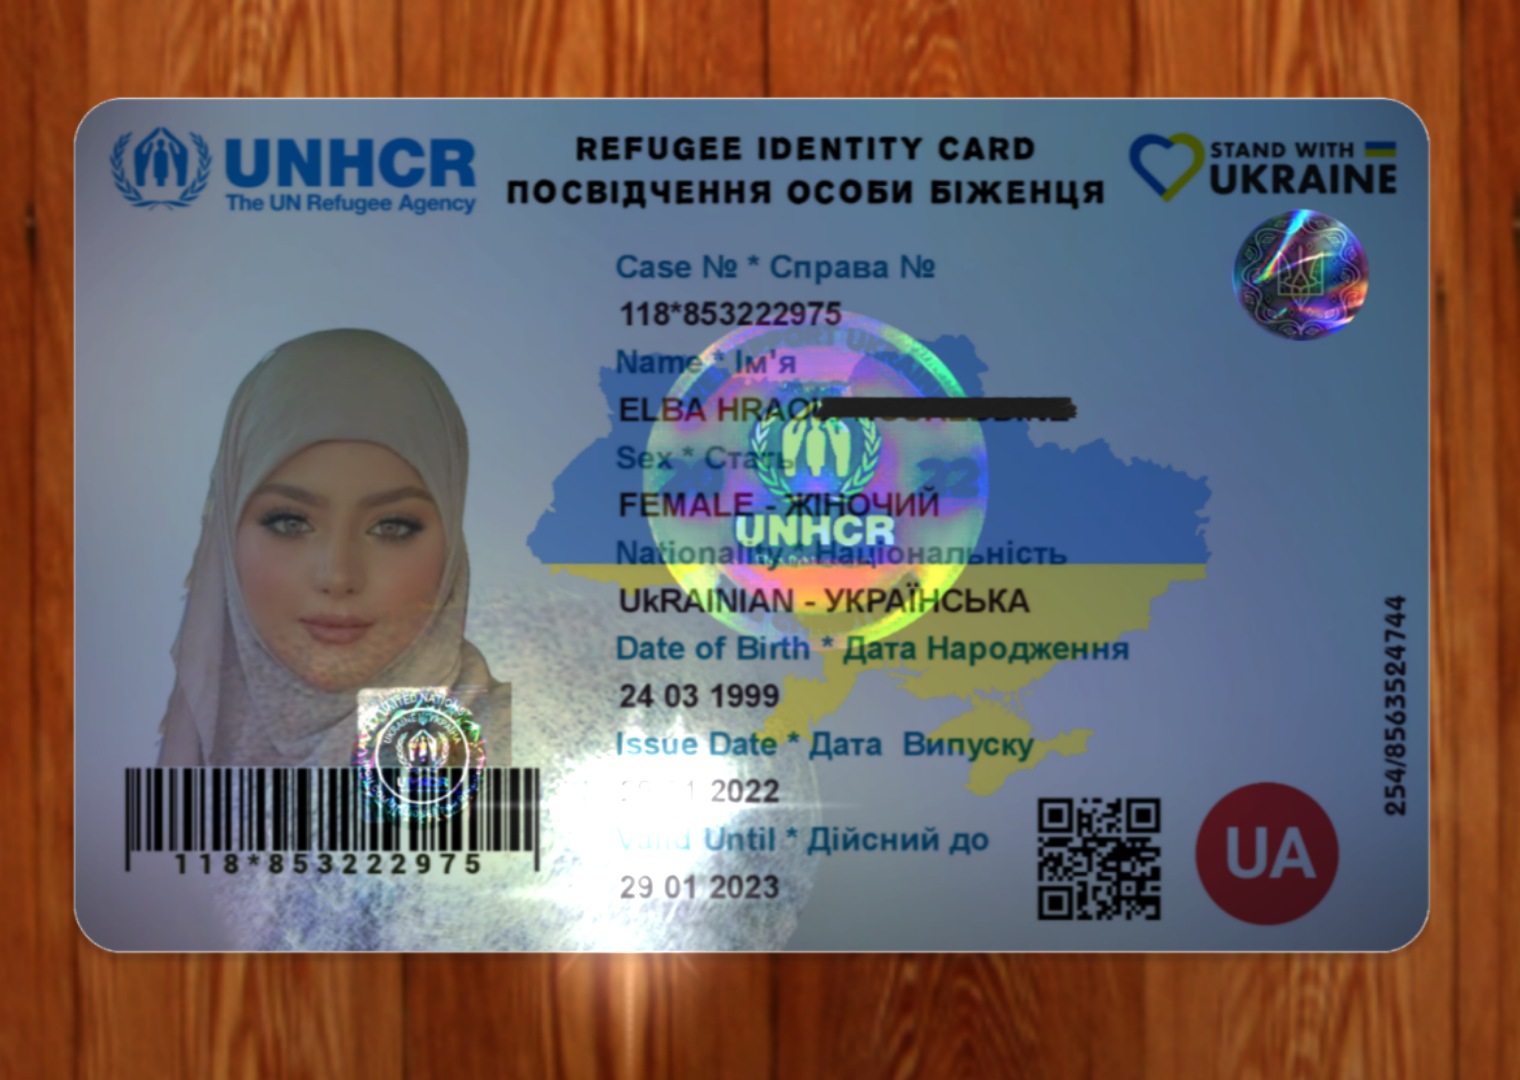 UNHCR
The UN Refugee Agency
REFUGEE IDENTITY CARD
ПОСВІДЧЕННЯ ОСОБИ БІЖЕНЦЯ
STAND WITH
UKRAINE
Case № * Справа №
118*853222975
Name * Ім'я
ELBA
Sex * Стать
FEMALE - ЖІНОЧИЙ
UNHCR
Nationality * Національність
UkRAINIAN - УКРАЇНСЬКА
Date of Birth * Дата Народження
24 03 1999
Issue Date * Дата Випуску
2022
Valid Until * Дійсний до
29 01 2023
UNITED NATIONS
118*853222975
UA
254/8563524744